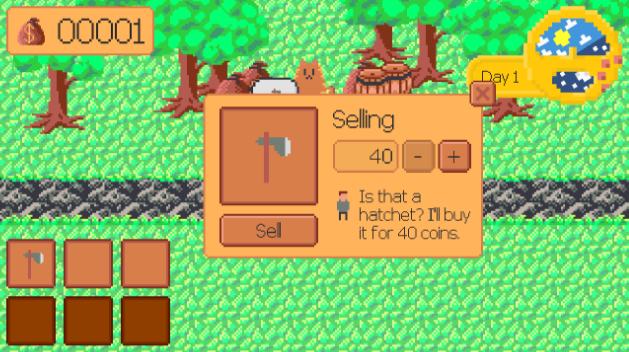 00001
Day 1
Selling
40
-
+
Is that a
hatchet? I'll buy
it for 40 coins.
Sell